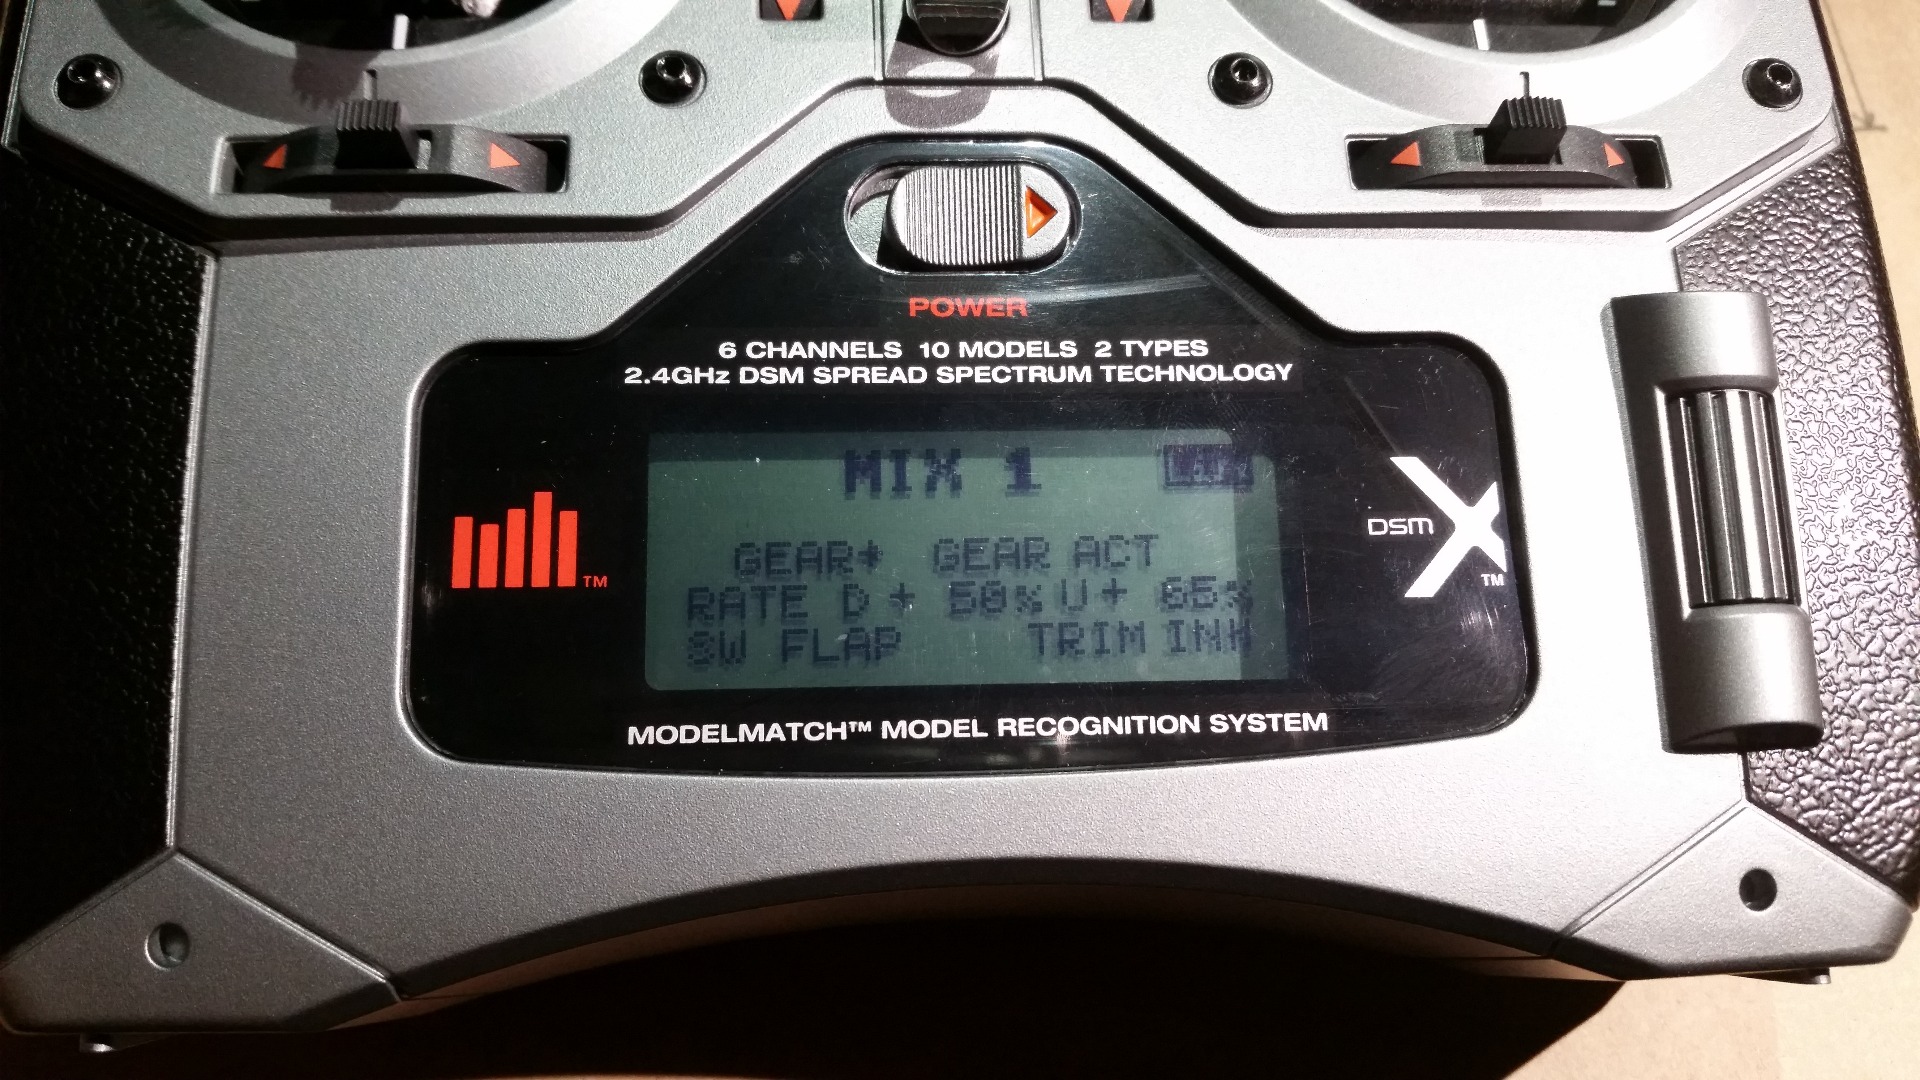 POWER
6 CHANNELS 10 MODELS 2 TYPES
2.4GHz DSM SPREAD SPECTRUM TECHNOLOGY
MIX 1
GEAR→ GEAR ACT
RATE D + 50% U + 65%
SW FLAP TRIM INH
TM
DSM X
TM
MODELMATCH™ MODEL RECOGNITION SYSTEM